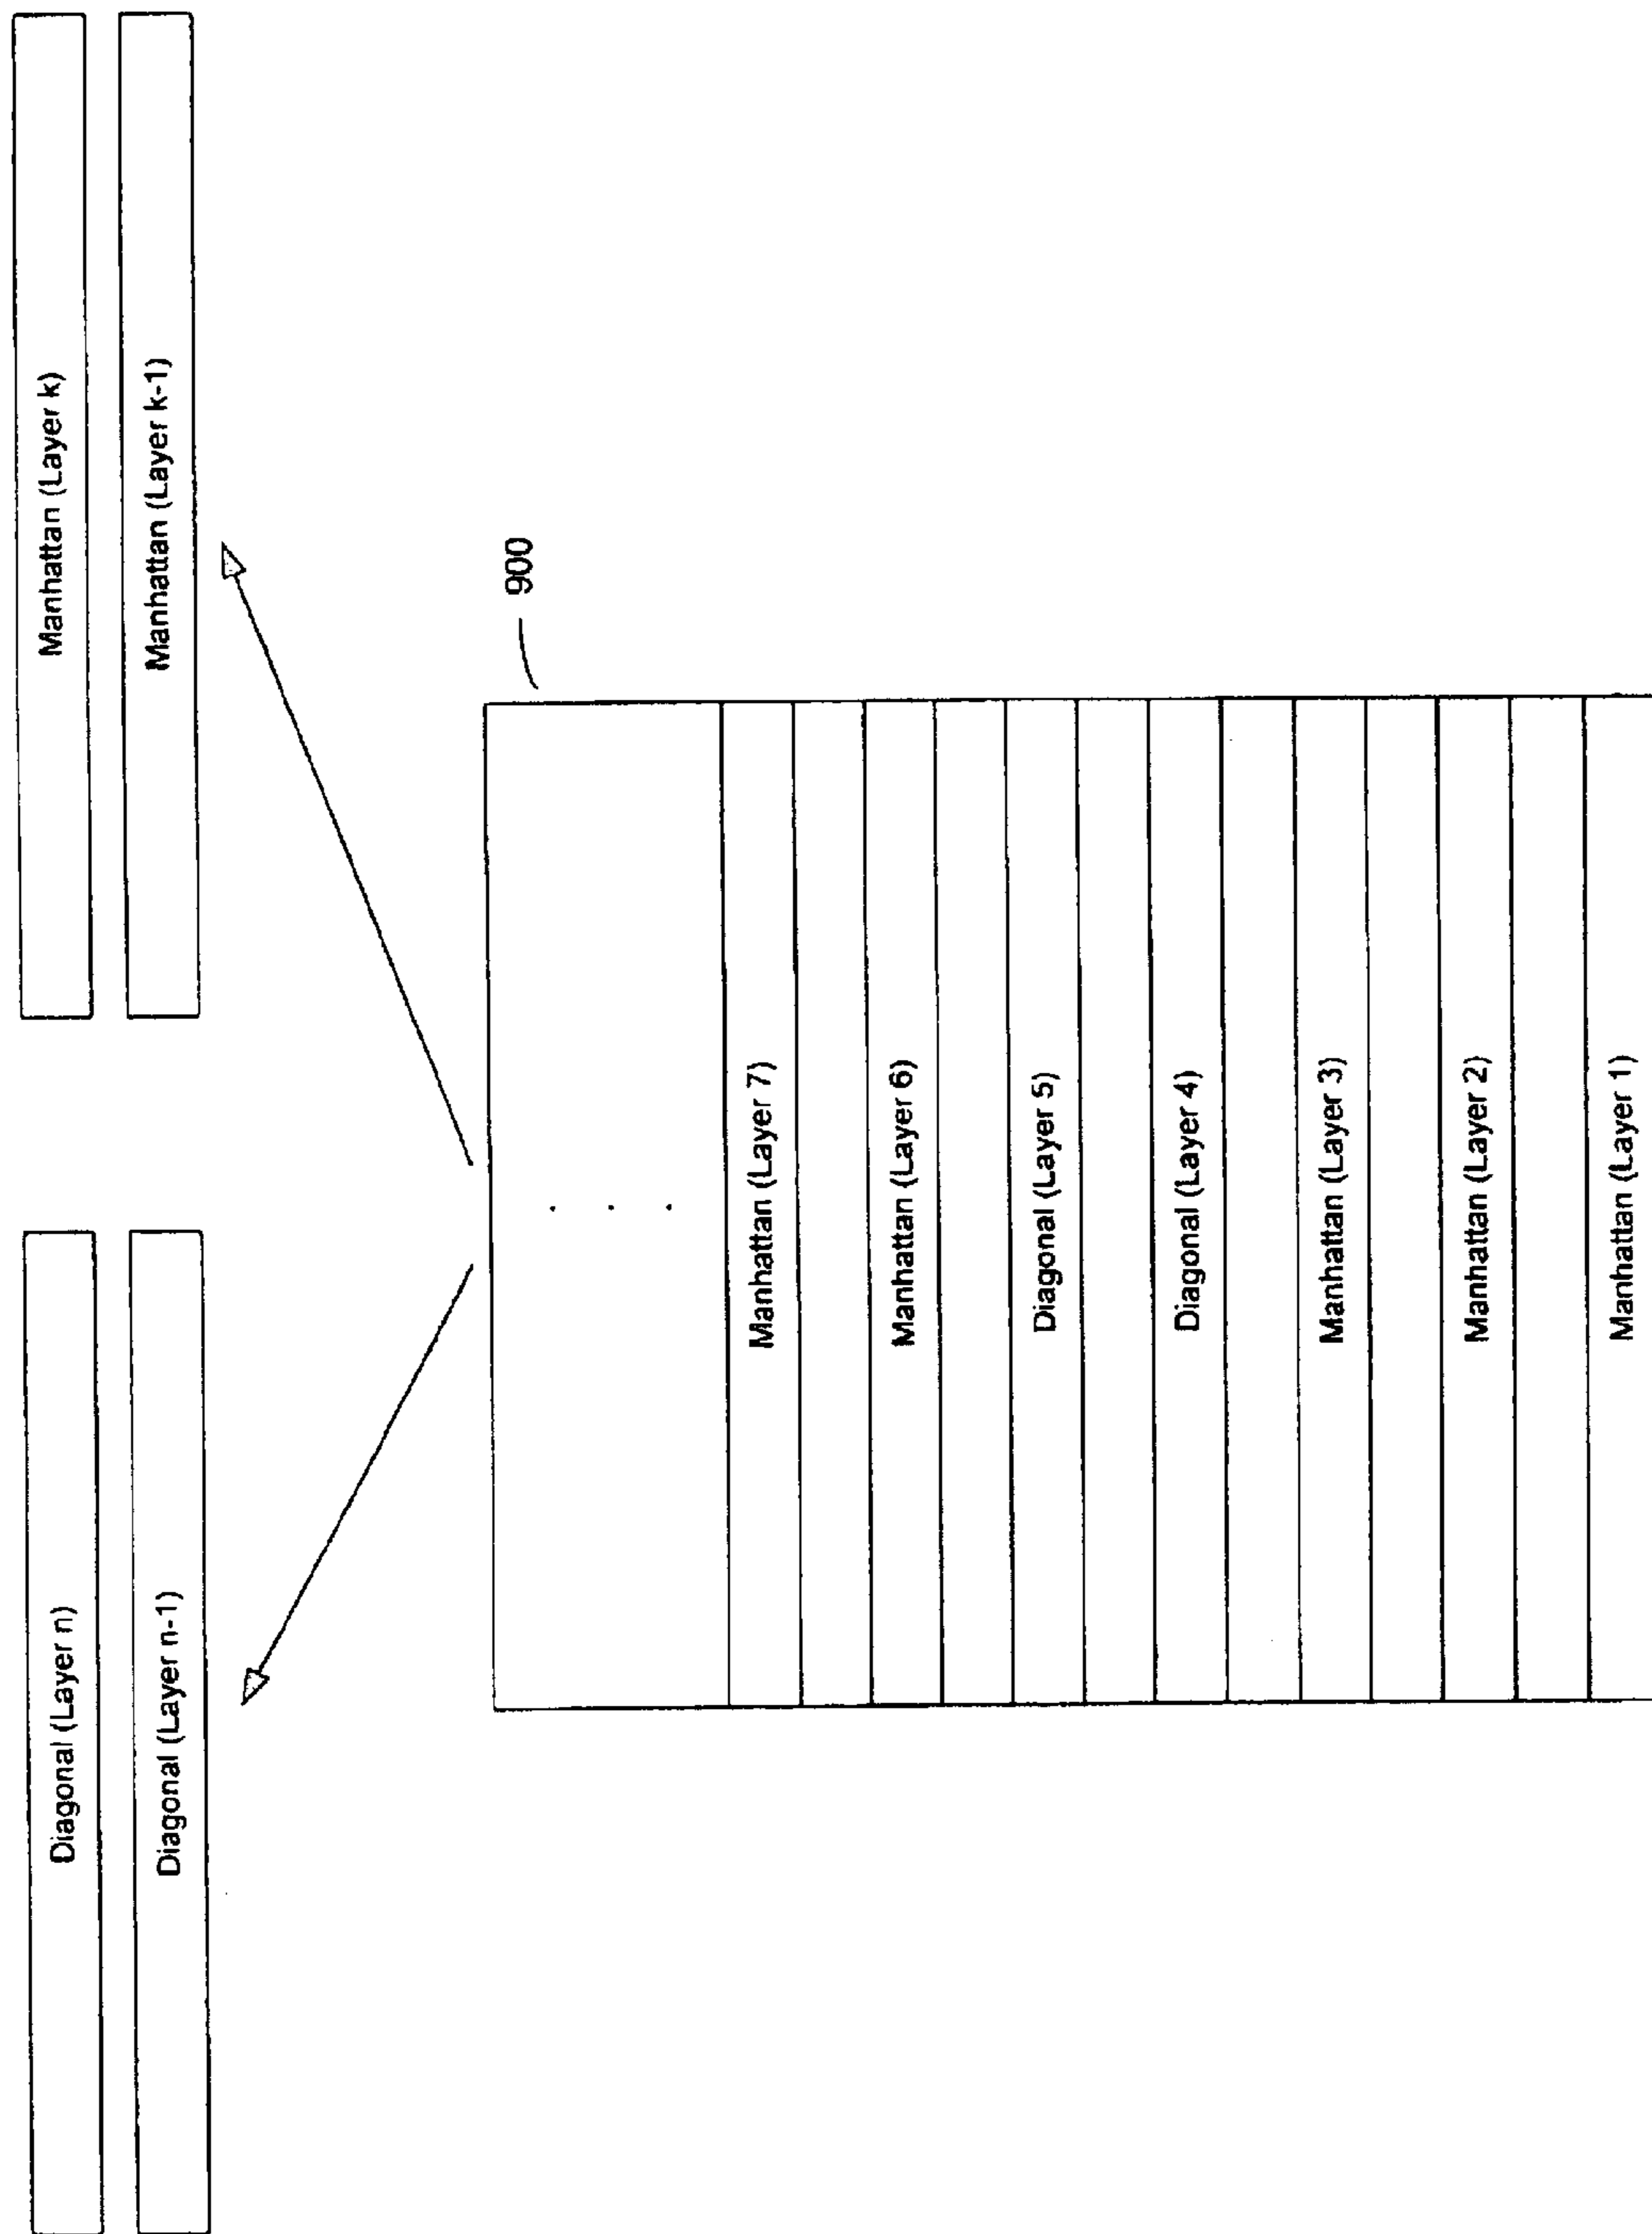 Diagonal (Layer n)
Diagonal (Layer n-1)
Manhattan (Layer k)
Manhattan (Layer k-1)
900
.
.
.
Manhattan (Layer 7)
Manhattan (Layer 6)
Diagonal (Layer 5)
Diagonal (Layer 4)
Manhattan (Layer 3)
Manhattan (Layer 2)
Manhattan (Layer 1)